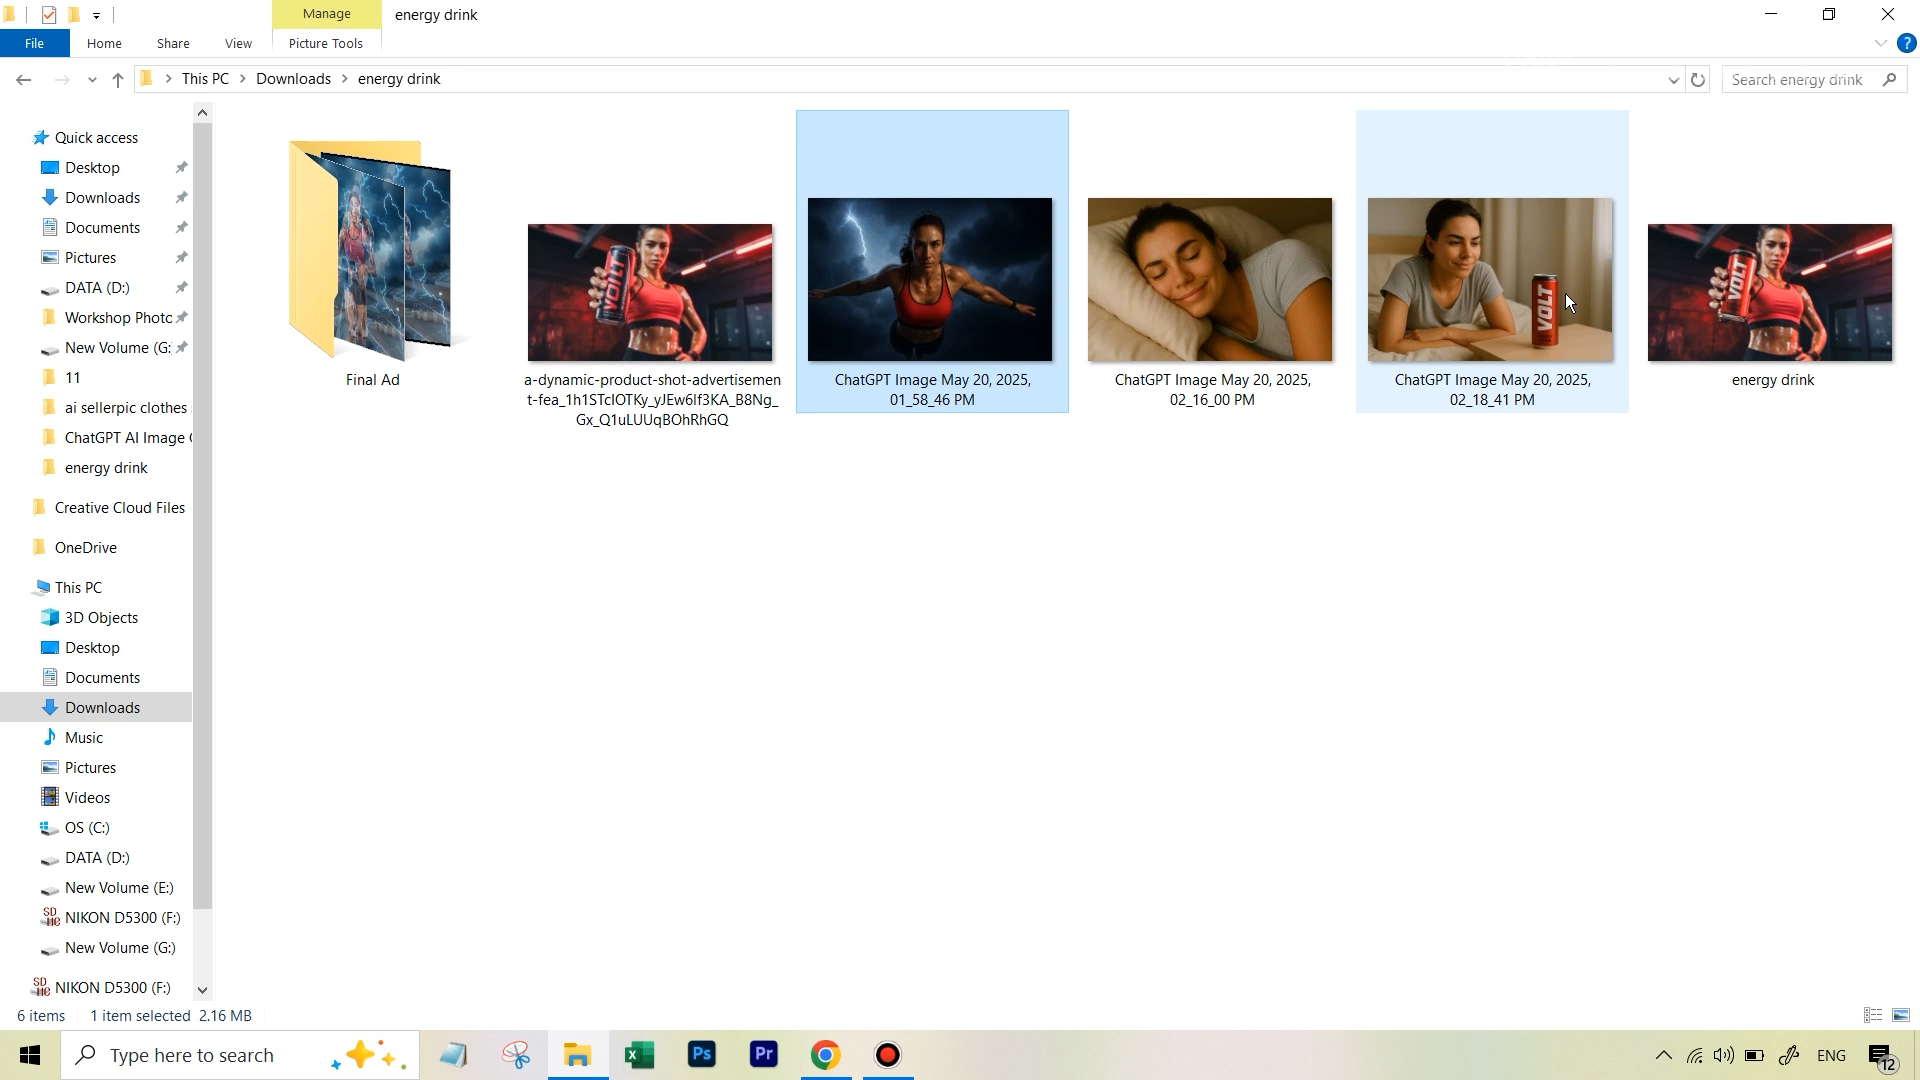 Manage
energy drink
File
Home
Share
View
Picture Tools
This PC
Downloads
energy drink
Search energy drink
Quick access
Desktop
Downloads
Documents
Pictures
DATA (D:)
Workshop Photo
New Volume (G:
11
ai sellerpic clothes
ChatGPT AI Image
energy drink
Creative Cloud Files
OneDrive
This PC
3D Objects
Desktop
Documents
Downloads
Music
Pictures
Videos
OS (C:)
DATA (D:)
New Volume (E:)
NIKON D5300 (F:)
New Volume (G:)
NIKON D5300 (F:)
VOLT
VOLT
VOLT
Final Ad
a-dynamic-product-shot-advertisemen
t-fea_1h1STcIOTKy_yJEw6lf3KA_B8Ng_
Gx_Q1uLUUqBOhRhGQ
ChatGPT Image May 20, 2025,
01_58_46 PM
ChatGPT Image May 20, 2025,
02_16_00 PM
ChatGPT Image May 20, 2025,
02_18_41 PM
energy drink
6 items
1 item selected 2.16 MB
Type here to search
Ps
Pr
ENG
12